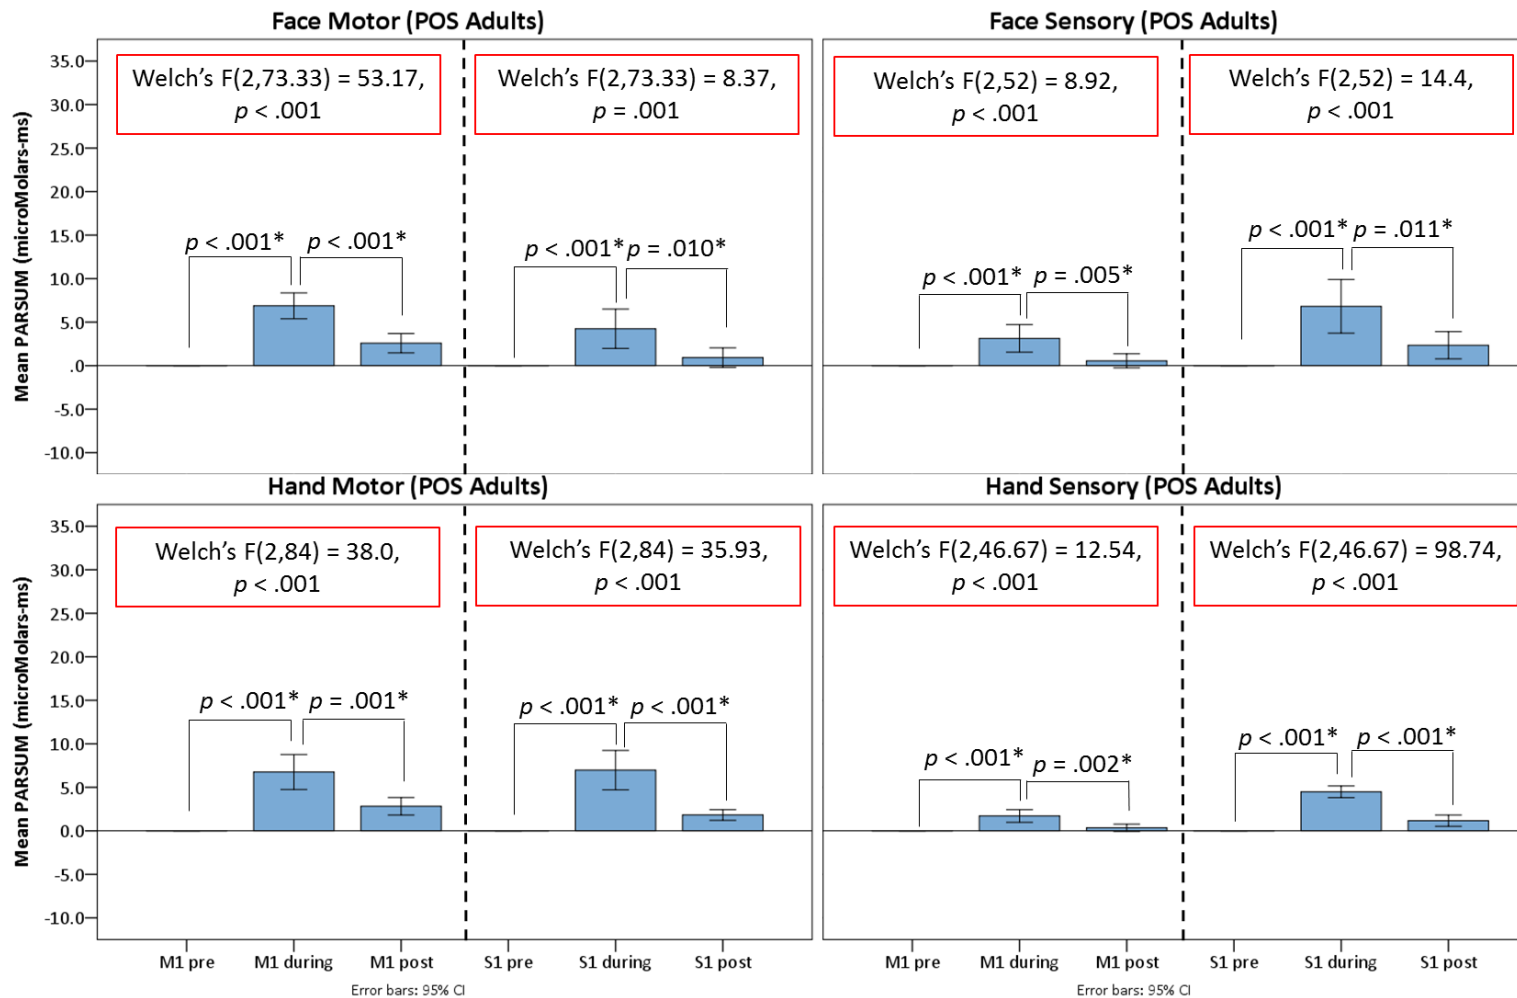 Face Motor (POS Adults)
Face Sensory (POS Adults)
Mean PARSUM (microMolars-ms)
35.0
30.0
25.0
20.0
15.0
10.0
5.0
.0
-5.0
-10.0
Welch's F(2,73.33) = 53.17,
p < .001
Welch's F(2,73.33) = 8.37,
p = .001
Welch's F(2,52) = 8.92,
p < .001
Welch's F(2,52) = 14.4,
p < .001
p < .001*
p < .001*
p < .001*
p = .010*
p < .001*
p = .005*
p < .001*
p = .011*
Hand Motor (POS Adults)
Hand Sensory (POS Adults)
Mean PARSUM (microMolars-ms)
35.0
30.0
25.0
20.0
15.0
10.0
5.0
0.0
-5.0
-10.0
Welch's F(2,84) = 38.0,
p < .001
Welch's F(2,84) = 35.93,
p < .001
Welch's F(2,46.67) = 12.54,
p < .001
Welch's F(2,46.67) = 98.74,
p < .001
p < .001*
p = .001*
p < .001*
p < .001*
p < .001*
p = .002*
p < .001*
p < .001*
M1 pre
M1 during
M1 post
S1 pre
S1 during
S1 post
M1 pre
M1 during
M1 post
S1 pre
S1 during
S1 post
Error bars: 95% CI
Error bars: 95% CI